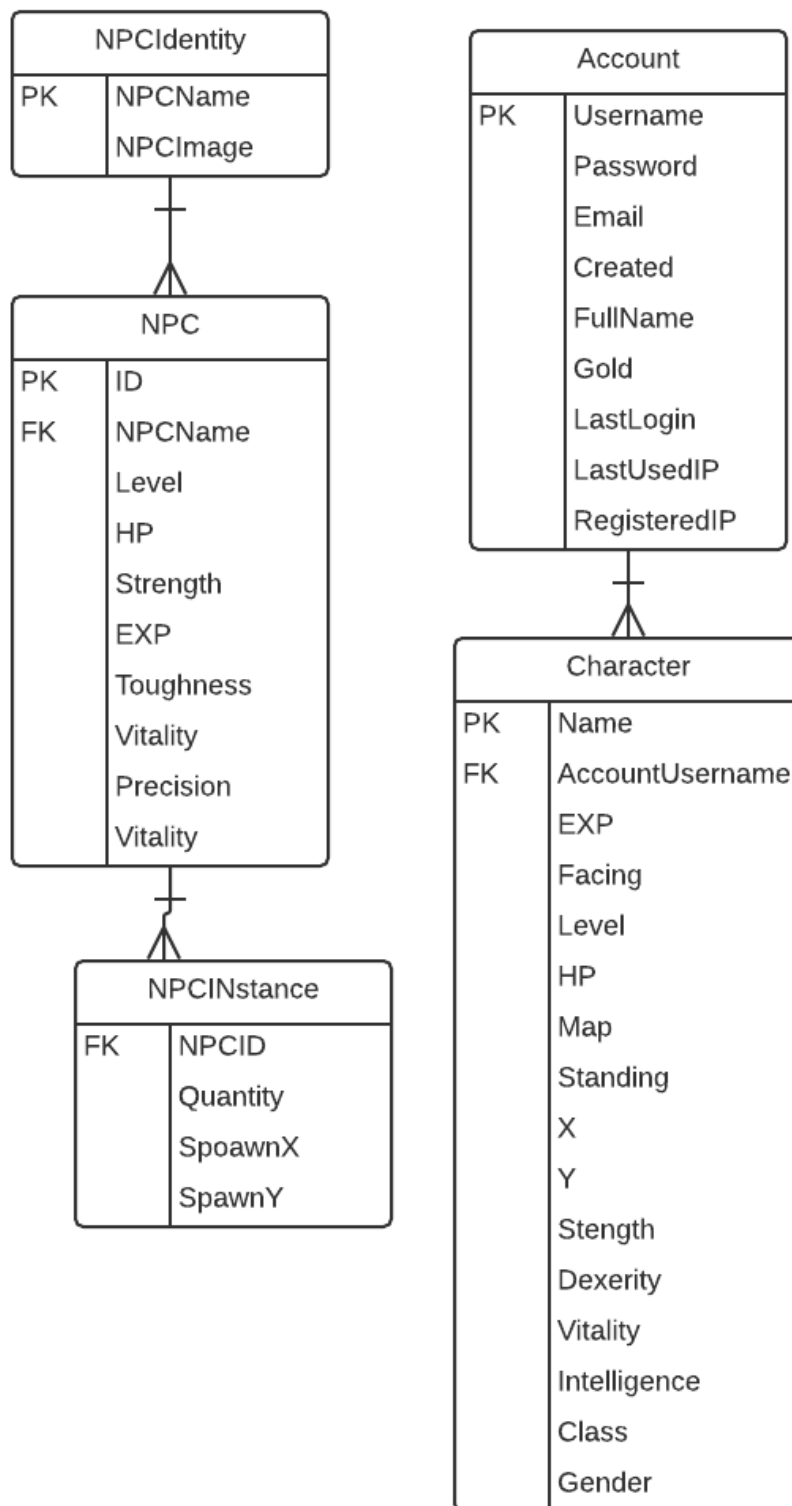 NPCIdentity
PK NPCName
NPCImage
NPC
PK ID
FK NPCName
Level
HP
Strength
EXP
Toughness
Vitality
Precision
Vitality
NPCINstance
FK NPCID
Quantity
SpoawnX
SpawnY
Account
PK Username
Password
Email
Created
FullName
Gold
LastLogin
LastUsedIP
RegisteredIP
Character
PK Name
FK AccountUsername
EXP
Facing
Level
HP
Map
Standing
X
Y
Stength
Dexerity
Vitality
Intelligence
Class
Gender